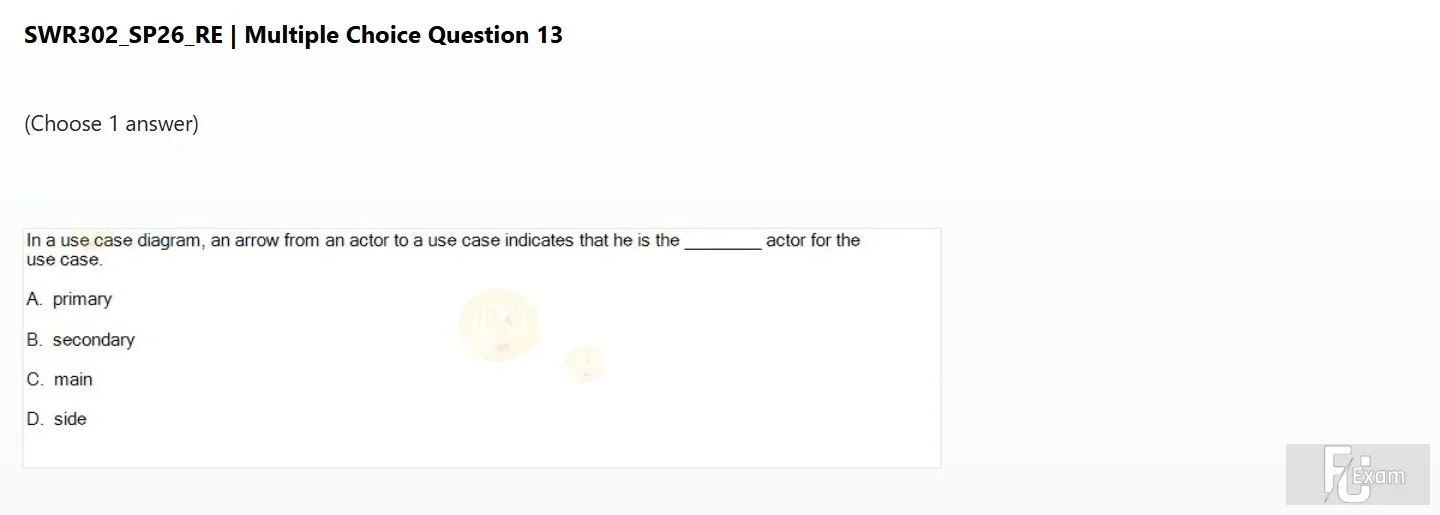 SWR302_SP26_RE | Multiple Choice Question 13
(Choose 1 answer)
In a use case diagram, an arrow from an actor to a use case indicates that he is the ________ actor for the
use case.
A. primary
B. secondary
C. main
D. side
FU Exam